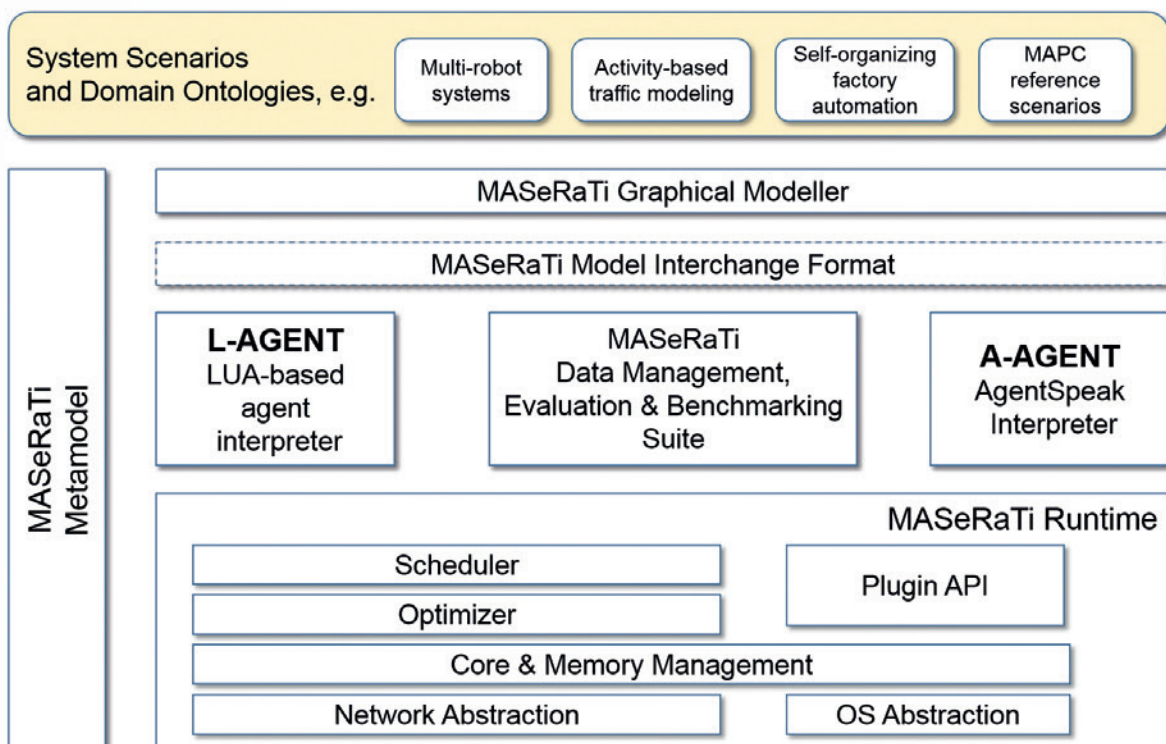 System Scenarios
and Domain Ontologies, e.g.
Multi-robot
systems
Activity-based
traffic modeling
Self-organizing
factory
automation
MAPC
reference
scenarios
MASeRaTi
Metamodel
MASeRaTi Graphical Modeller
MASeRaTi Model Interchange Format
L-AGENT
LUA-based
agent
interpreter
MASeRaTi
Data Management,
Evaluation & Benchmarking
Suite
A-AGENT
AgentSpeak
Interpreter
MASeRaTi Runtime
Scheduler
Optimizer
Plugin API
Core & Memory Management
Network Abstraction
OS Abstraction